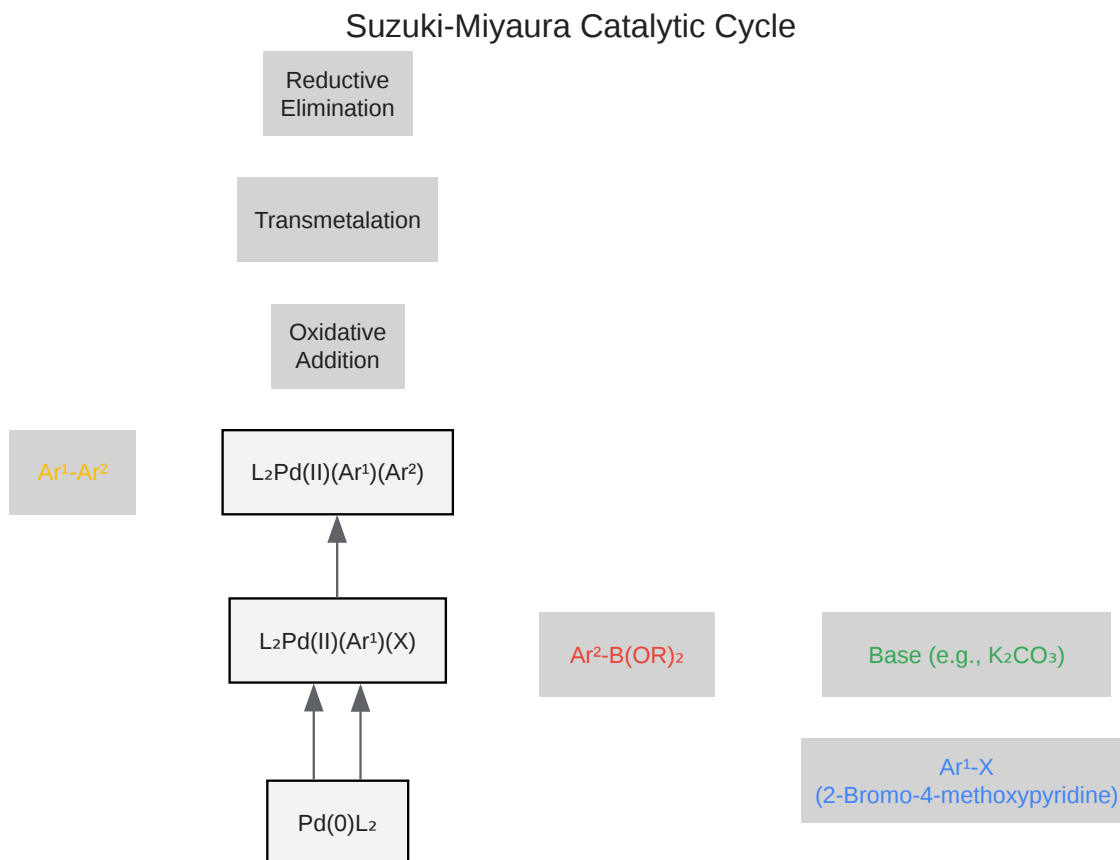 Suzuki-Miyaura Catalytic Cycle
Reductive
Elimination
Transmetalation
Oxidative
Addition
Ar¹-Ar²
L₂Pd(II)(Ar¹)(Ar²)
L₂Pd(II)(Ar¹)(X)
Ar²-B(OR)₂
Base (e.g., K₂CO₃)
Ar¹-X
(2-Bromo-4-methoxypyridine)
Pd(0)L₂